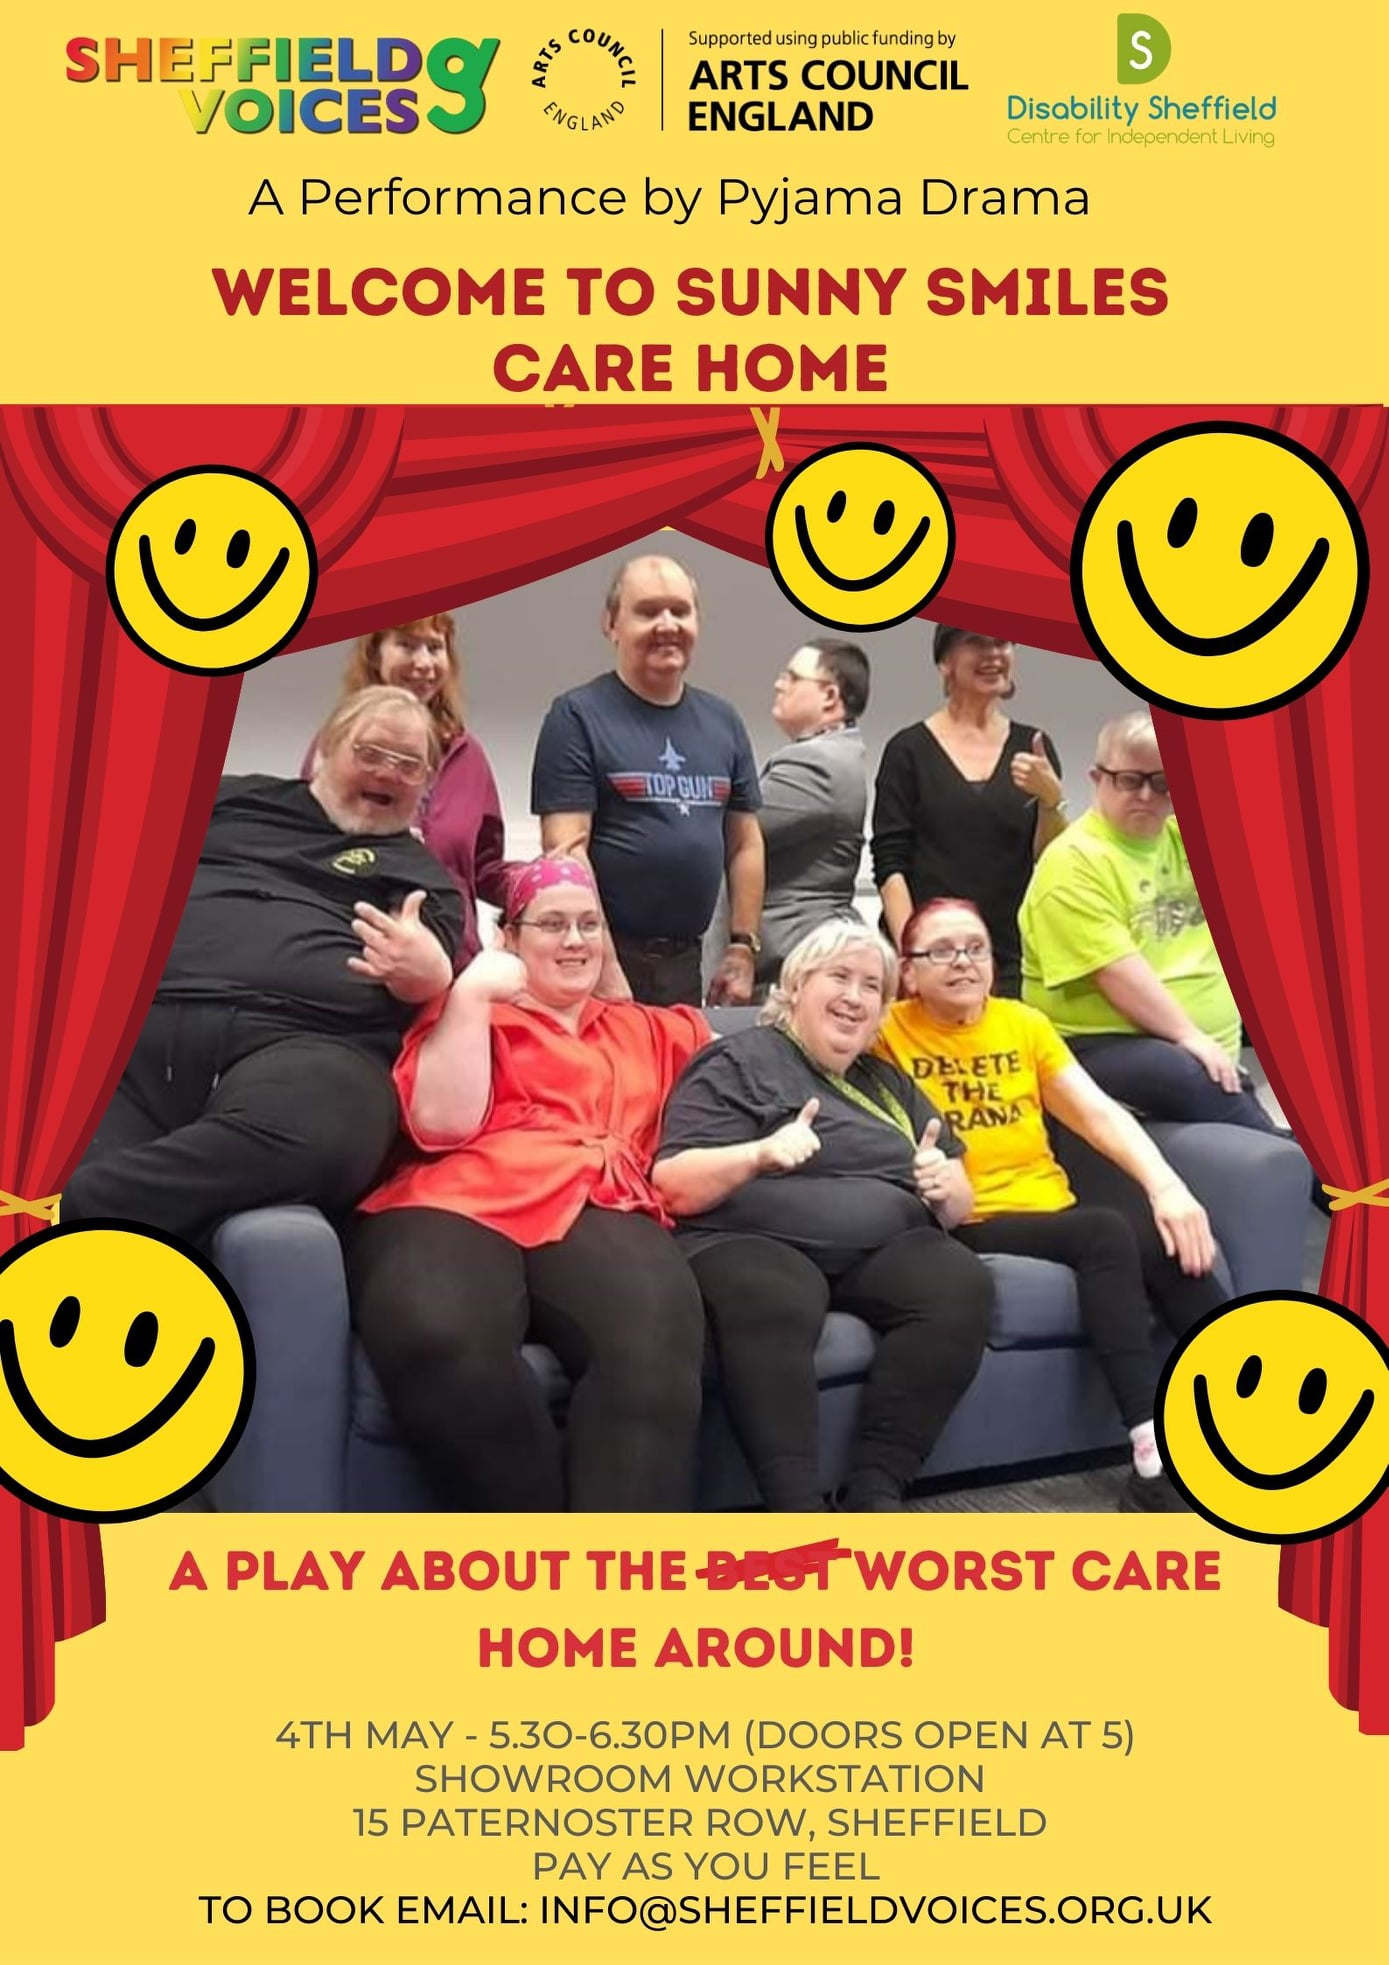 SHEFFIELD
VOICES
ARTS COUNCIL
ENGLAND
Supported using public funding by
ARTS COUNCIL
ENGLAND
S
Disability Sheffield
Centre for Independent Living
A Performance by Pyjama Drama
WELCOME TO SUNNY SMILES
CARE HOME
TOP GUN
DELETE
THE
A PLAY ABOUT THE BEST WORST CARE
HOME AROUND!
4TH MAY - 5.30-6.30PM (DOORS OPEN AT 5)
SHOWROOM WORKSTATION
15 PATERNOSTER ROW, SHEFFIELD
PAY AS YOU FEEL
TO BOOK EMAIL: INFO@SHEFFIELDVOICES.ORG.UK